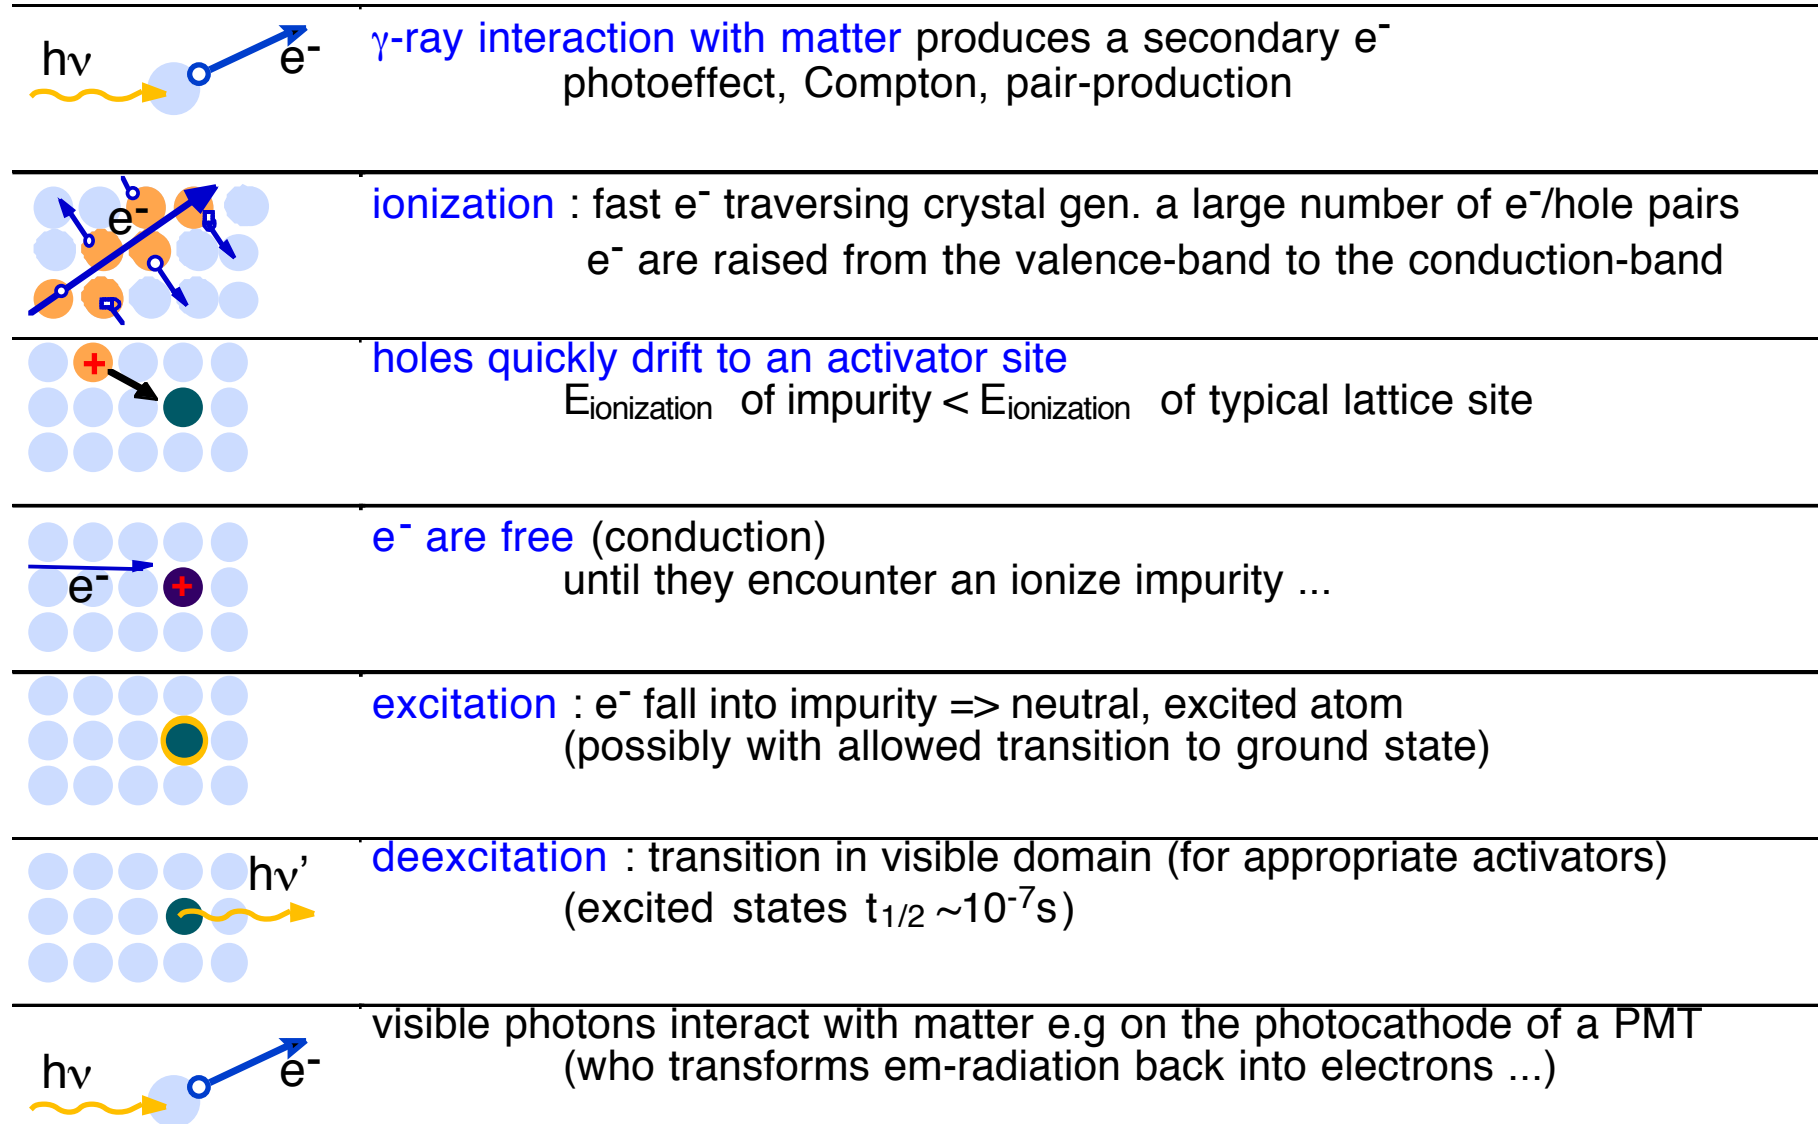 hν e⁻
γ-ray interaction with matter produces a secondary e⁻
photoeffect, Compton, pair-production
e⁻
ionization : fast e⁻ traversing crystal gen. a large number of e⁻/hole pairs
e⁻ are raised from the valence-band to the conduction-band
+
holes quickly drift to an activator site
E_ionization of impurity < E_ionization of typical lattice site
e⁻ +
e⁻ are free (conduction)
until they encounter an ionize impurity ...
excitation : e⁻ fall into impurity => neutral, excited atom
(possibly with allowed transition to ground state)
hν’
deexcitation : transition in visible domain (for appropriate activators)
(excited states t_1/2 ~10⁻⁷s)
hν e⁻
visible photons interact with matter e.g on the photocathode of a PMT
(who transforms em-radiation back into electrons ...)